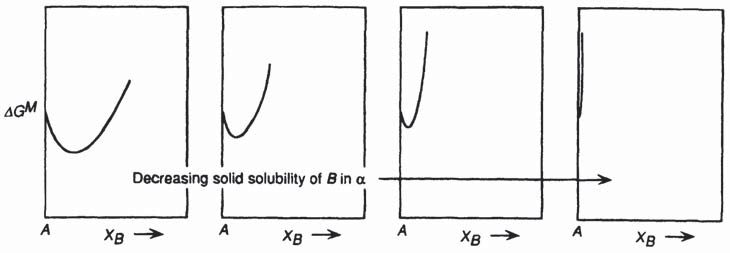 ΔG^M
Decreasing solid solubility of B in α
A X_B A X_B A X_B A X_B